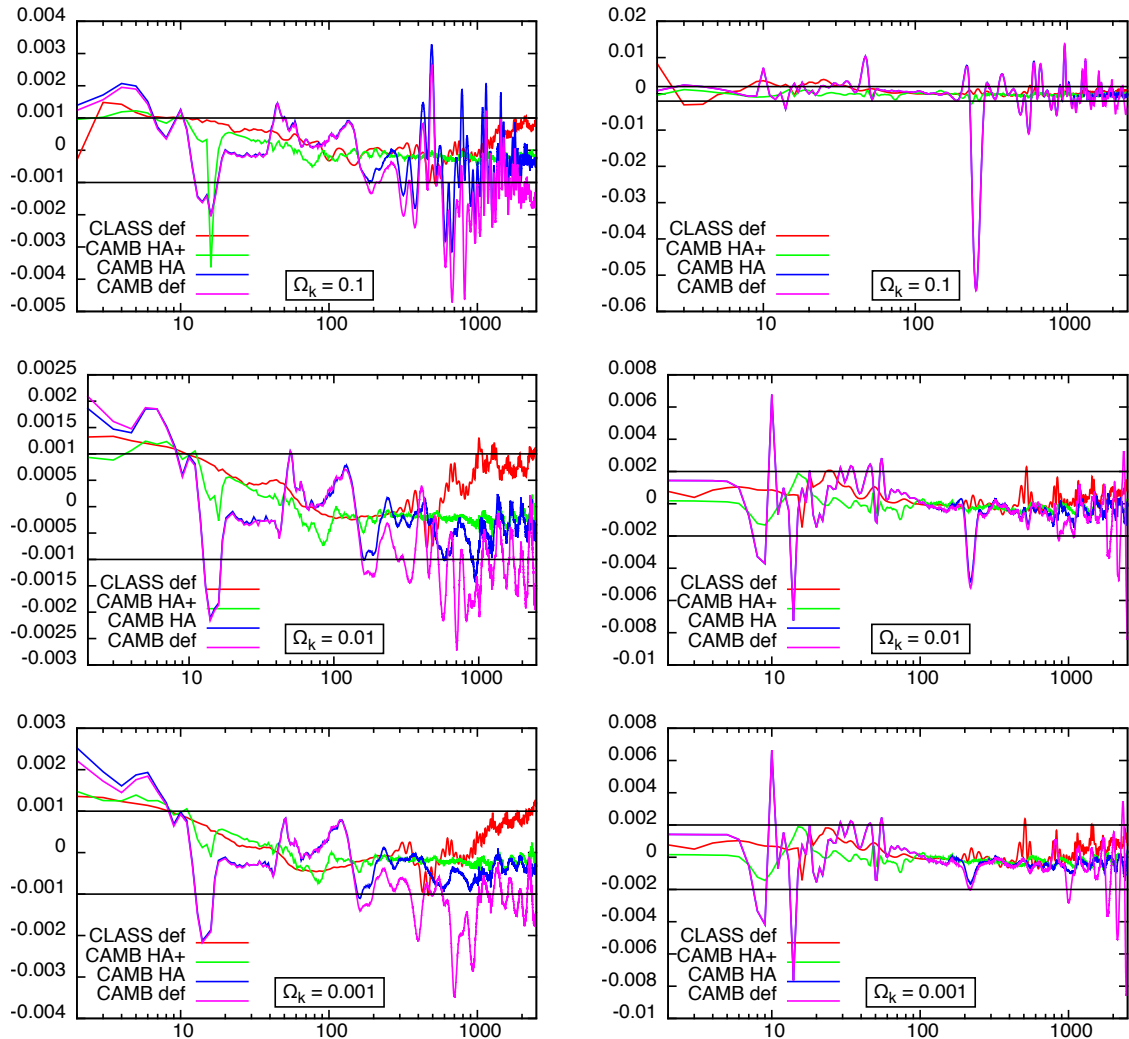 0.004
0.003
0.002
0.001
0
-0.001
-0.002
-0.003
-0.004
-0.005
CLASS def
CAMB HA+
CAMB HA
CAMB def
Ωk = 0.1
10 100 1000
0.02
0.01
0
-0.01
-0.02
-0.03
-0.04
-0.05
-0.06
CLASS def
CAMB HA+
CAMB HA
CAMB def
Ωk = 0.1
10 100 1000
0.0025
0.002
0.0015
0.001
0.0005
0
-0.0005
-0.001
-0.0015
-0.002
-0.0025
-0.003
CLASS def
CAMB HA+
CAMB HA
CAMB def
Ωk = 0.01
10 100 1000
0.008
0.006
0.004
0.002
0
-0.002
-0.004
-0.006
-0.008
-0.01
CLASS def
CAMB HA+
CAMB HA
CAMB def
Ωk = 0.01
10 100 1000
0.003
0.002
0.001
0
-0.001
-0.002
-0.003
-0.004
CLASS def
CAMB HA+
CAMB HA
CAMB def
Ωk = 0.001
10 100 1000
0.008
0.006
0.004
0.002
0
-0.002
-0.004
-0.006
-0.008
-0.01
CLASS def
CAMB HA+
CAMB HA
CAMB def
Ωk = 0.001
10 100 1000